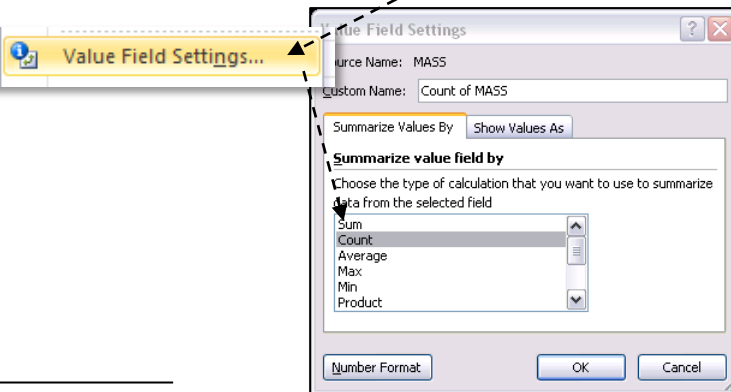 Value Field Settings...
Value Field Settings
Source Name: MASS
Custom Name: Count of MASS
Summarize Values By Show Values As
Summarize value field by
Choose the type of calculation that you want to use to summarize
data from the selected field
Sum
Count
Average
Max
Min
Product
Number Format OK Cancel